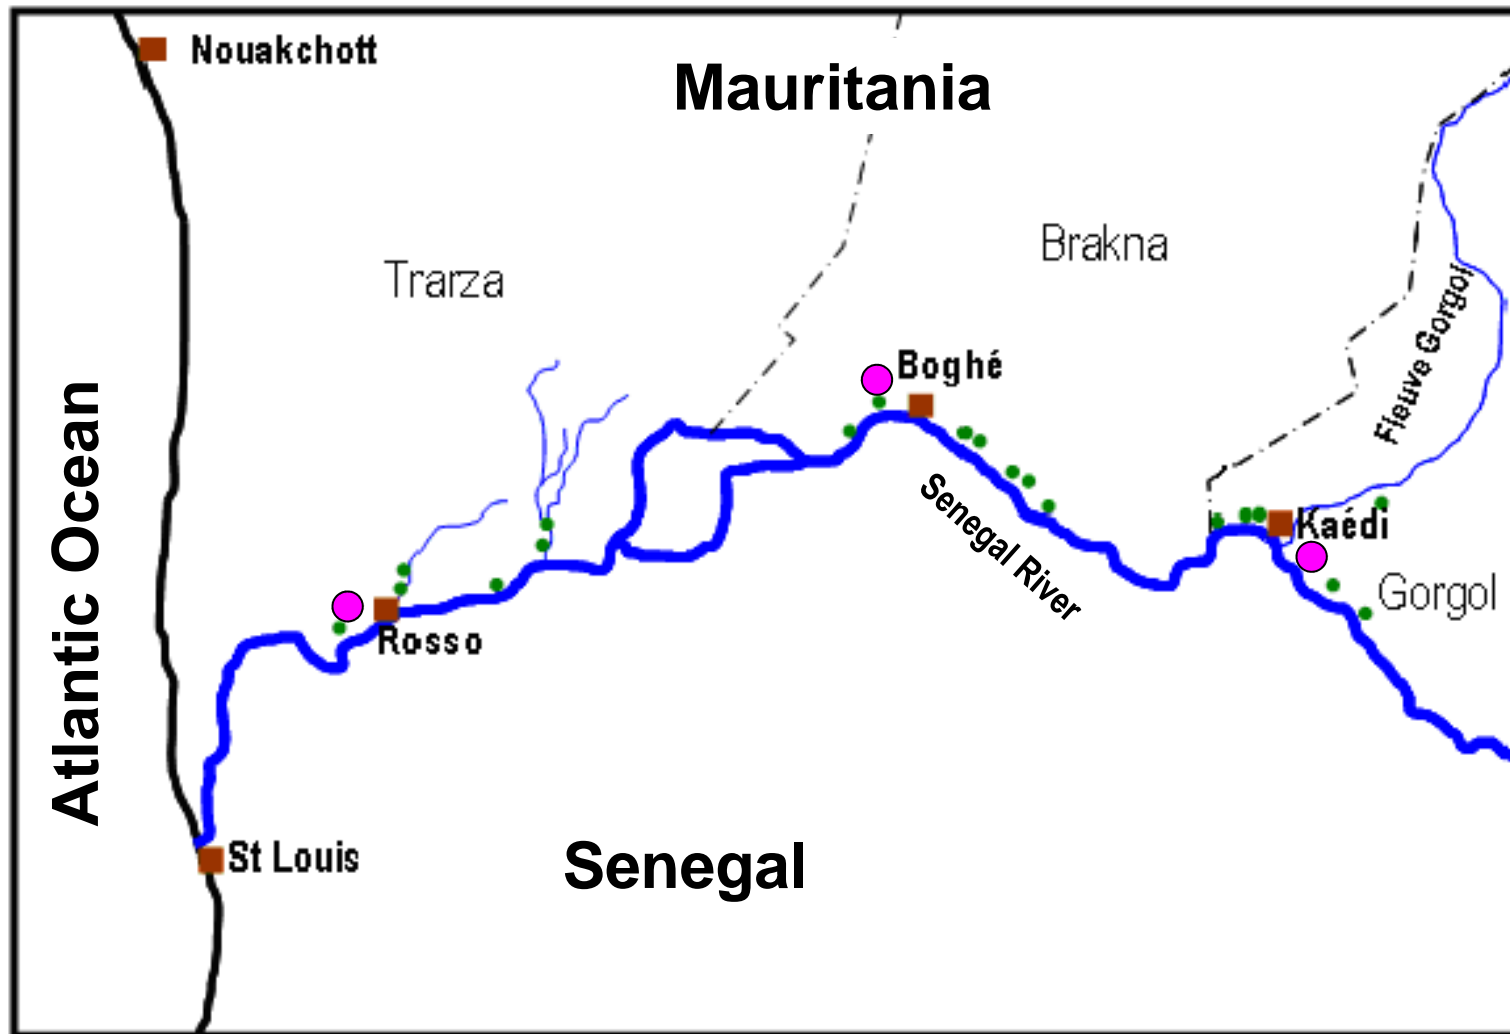 Nouakchott
Mauritania
Brakna
Trarza
Fleuve Gorgol
Boghé
Atlantic Ocean
Senegal River
Kaédi
Gorgol
Rosso
St Louis
Senegal